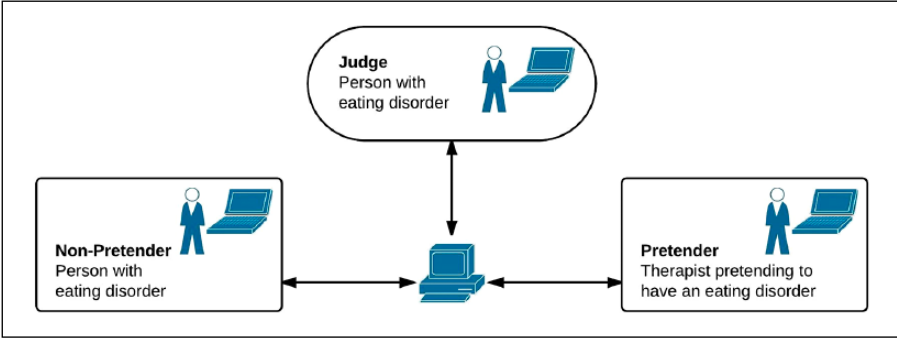 Judge
Person with
eating disorder
Non-Pretender
Person with
eating disorder
Pretender
Therapist pretending to
have an eating disorder